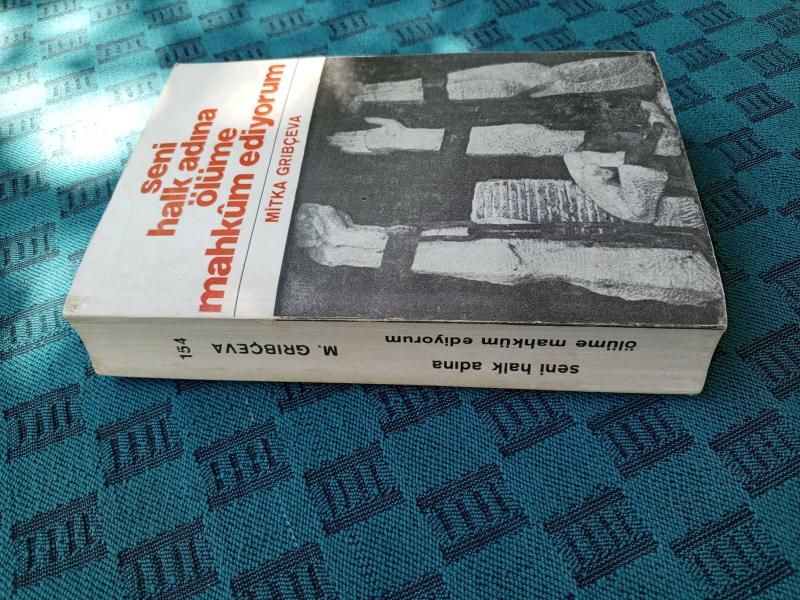 seni
halk adına
ölüme
mahkûm ediyorum
MİTKA GRIBÇEVA
154
M. GRIBÇEVA
seni halk adına
ölüme mahkûm ediyorum